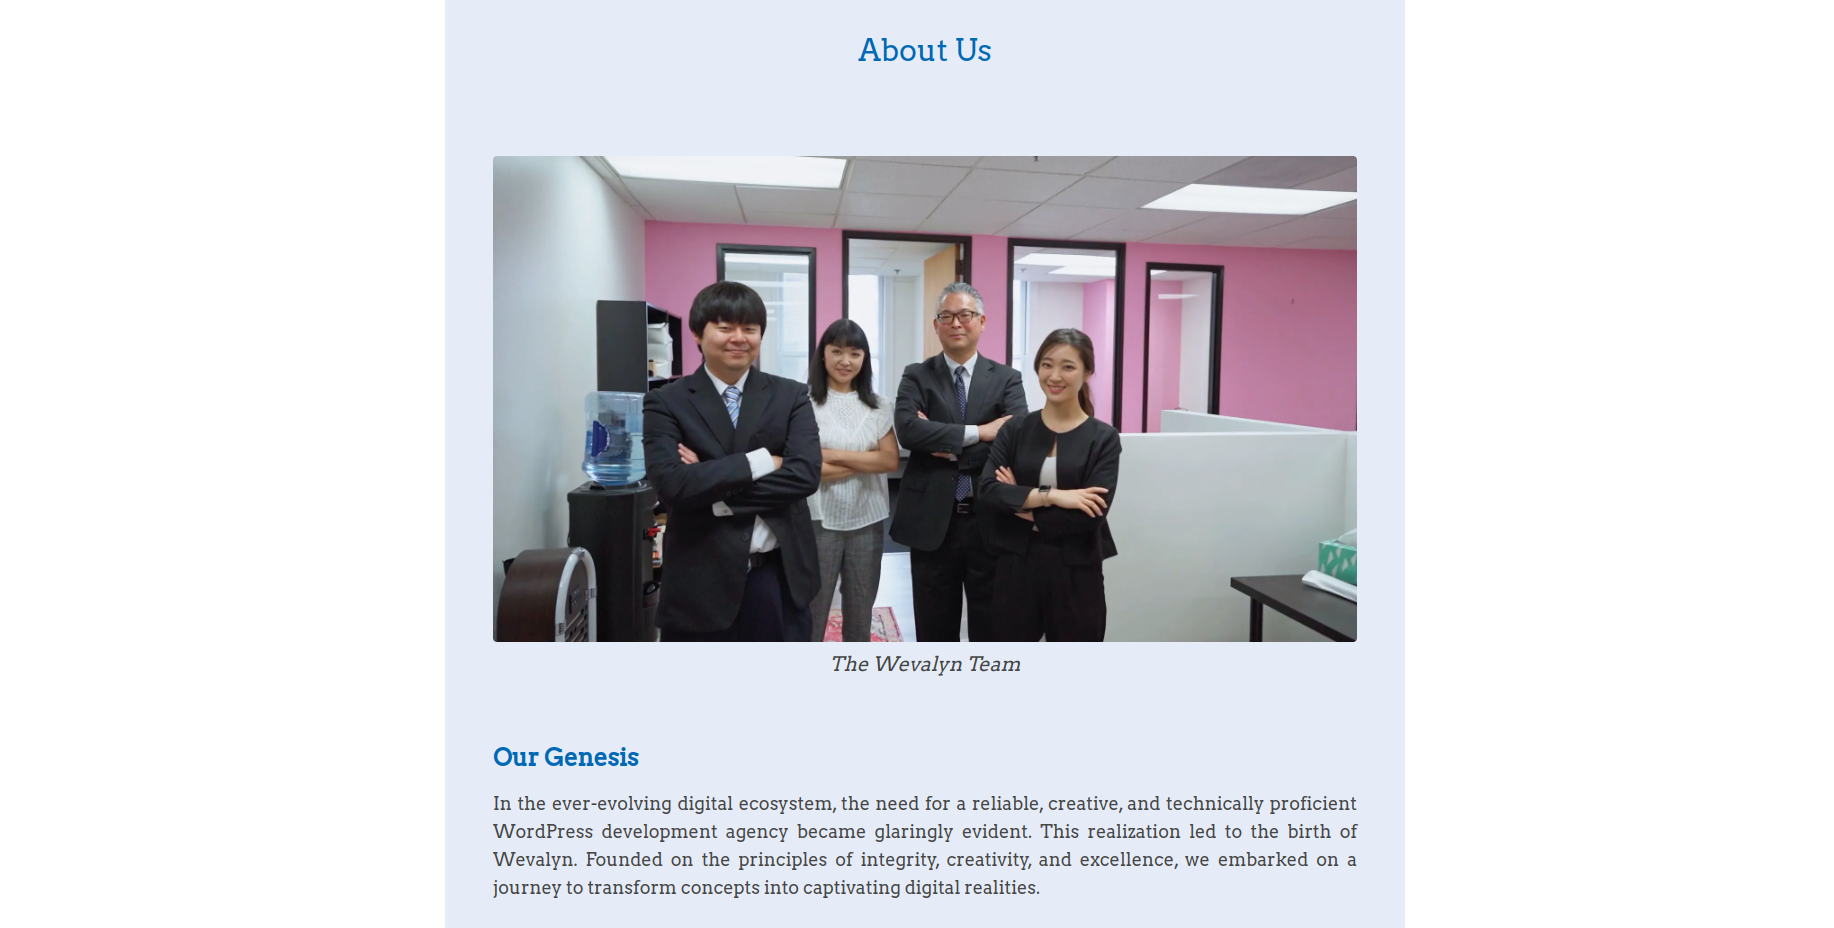 About Us
The Wevalyn Team
Our Genesis
In the ever-evolving digital ecosystem, the need for a reliable, creative, and technically proficient
WordPress development agency became glaringly evident. This realization led to the birth of
Wevalyn. Founded on the principles of integrity, creativity, and excellence, we embarked on a
journey to transform concepts into captivating digital realities.